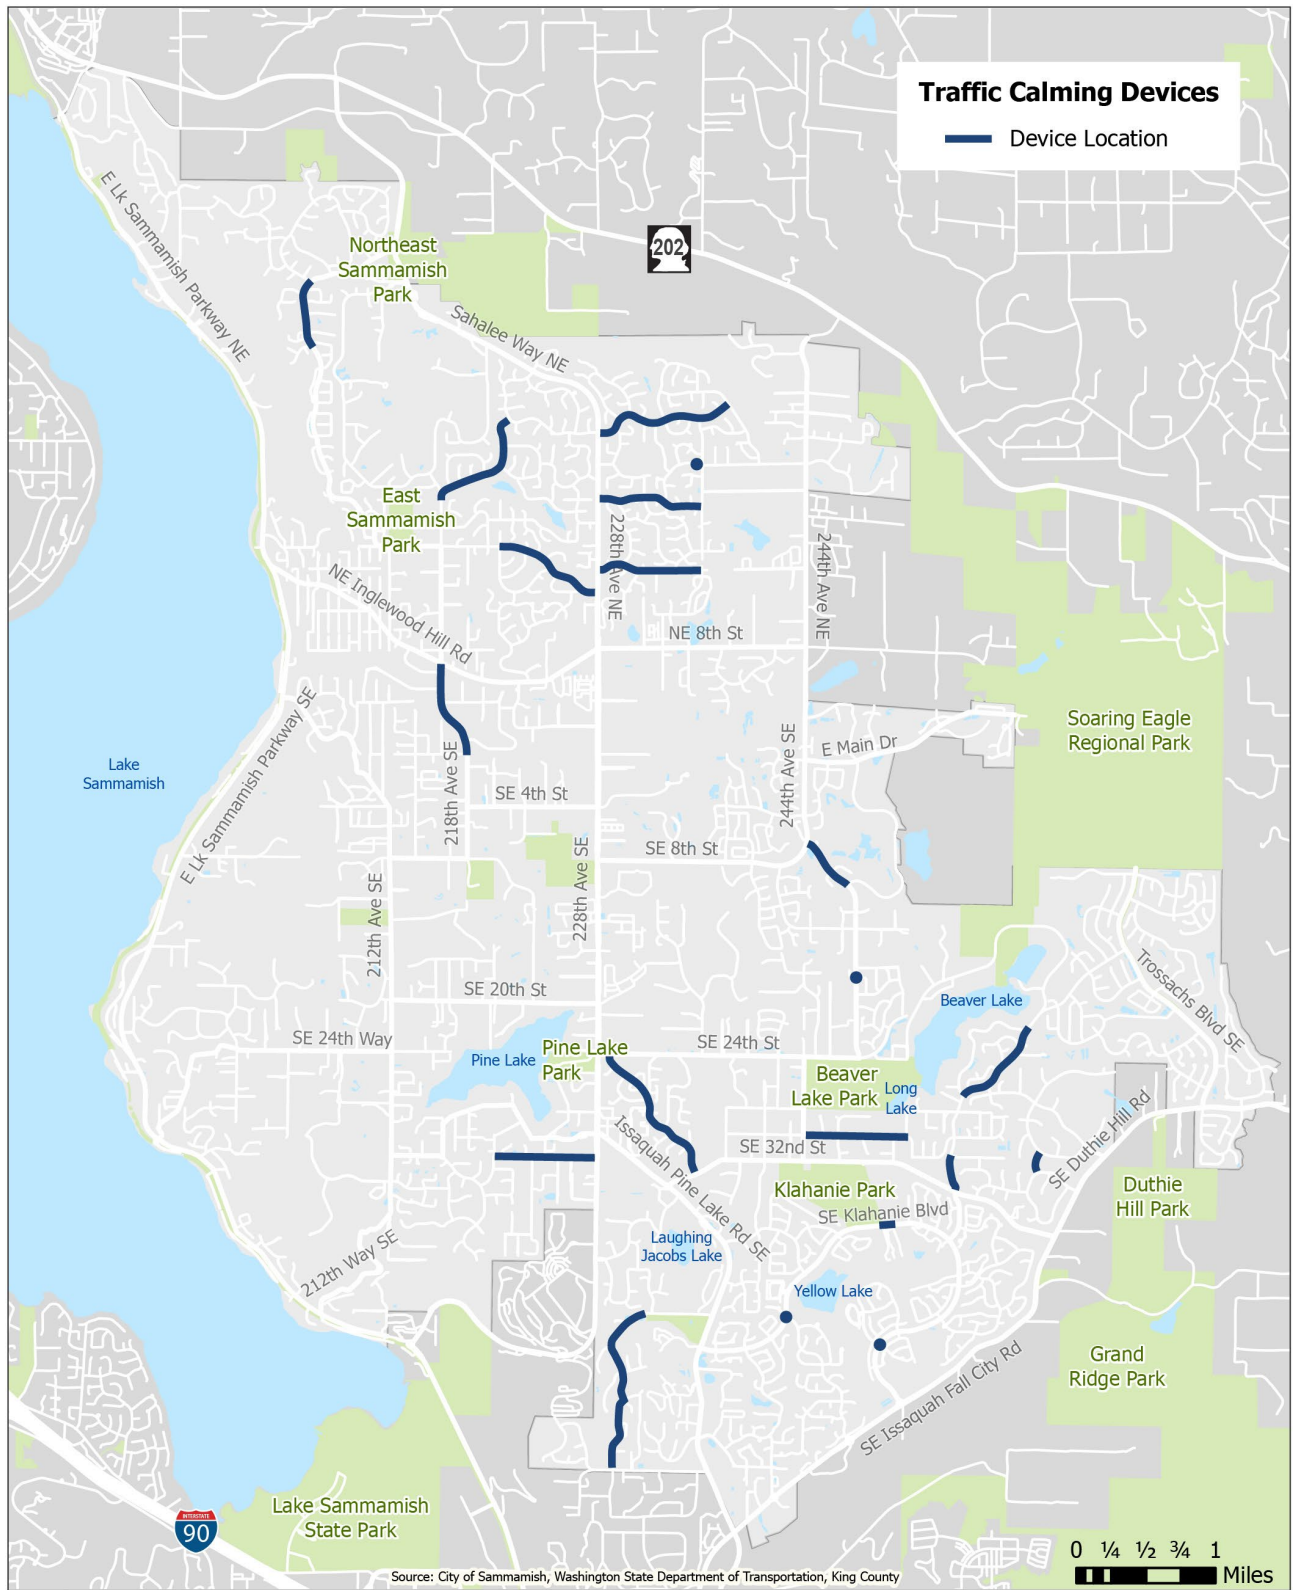 Traffic Calming Devices
Device Location
E Lk Sammamish Parkway NE
Northeast
Sammamish
Park
202
Sahalee Way NE
East
Sammamish
Park
228th Ave NE
244th Ave NE
NE Inglewood Hill Rd
NE 8th St
Soaring Eagle
Regional Park
E Main Dr
Lake
Sammamish
E Lk Sammamish Parkway SE
218th Ave SE
244th Ave SE
SE 4th St
SE 8th St
228th Ave SE
212th Ave SE
SE 20th St
Beaver Lake
Trossachs Blvd SE
SE 24th Way
Pine Lake
Pine Lake
Park
SE 24th St
Beaver
Lake Park
Long
Lake
Issaquah Pine Lake Rd SE
SE 32nd St
SE Duthie Hill Rd
Klahanie Park
SE Klahanie Blvd
Duthie
Hill Park
212th Way SE
Laughing
Jacobs Lake
Yellow Lake
Grand
Ridge Park
SE Issaquah Fall City Rd
Lake Sammamish
State Park
INTERSTATE
90
0 ¼ ½ ¾ 1
Miles
Source: City of Sammamish, Washington State Department of Transportation, King County